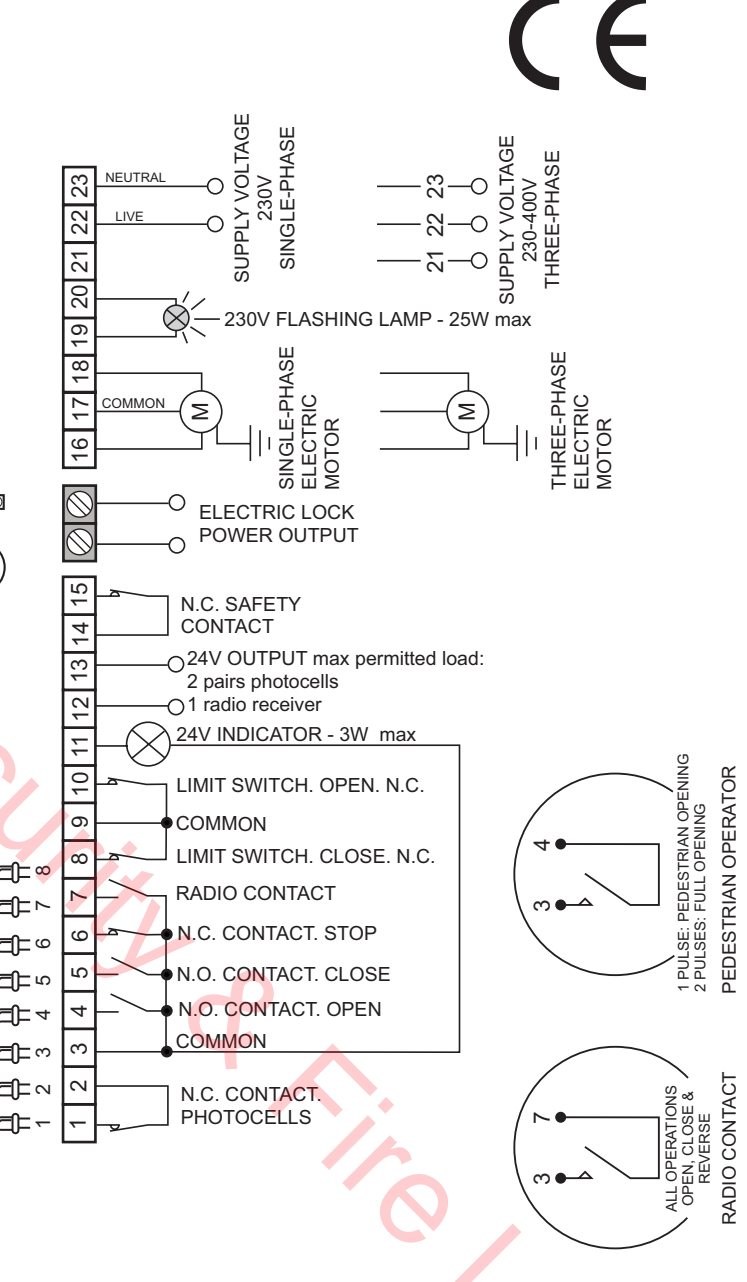 CE
23
22
21
20
19
18
17
16
NEUTRAL
LIVE
SUPPLY VOLTAGE
230V
SINGLE-PHASE
23
22
21
SUPPLY VOLTAGE
230-400V
THREE-PHASE
230V FLASHING LAMP - 25W max
COMMON
M
SINGLE-PHASE
ELECTRIC
MOTOR
M
THREE-PHASE
ELECTRIC
MOTOR
ELECTRIC LOCK
POWER OUTPUT
15
14
13
12
11
10
9
8
7
6
5
4
3
2
1
N.C. SAFETY
CONTACT
24V OUTPUT max permitted load:
2 pairs photocells
1 radio receiver
24V INDICATOR - 3W max
LIMIT SWITCH. OPEN. N.C.
COMMON
LIMIT SWITCH. CLOSE. N.C.
RADIO CONTACT
N.C. CONTACT. STOP
N.O. CONTACT. CLOSE
N.O. CONTACT. OPEN
COMMON
N.C. CONTACT.
PHOTOCELLS
8
7
6
5
4
3
2
1
3
4
1 PULSE: PEDESTRIAN OPENING
2 PULSES: FULL OPENING
PEDESTRIAN OPERATOR
3
7
ALL OPERATIONS
OPEN, CLOSE &
REVERSE
RADIO CONTACT
& Fire